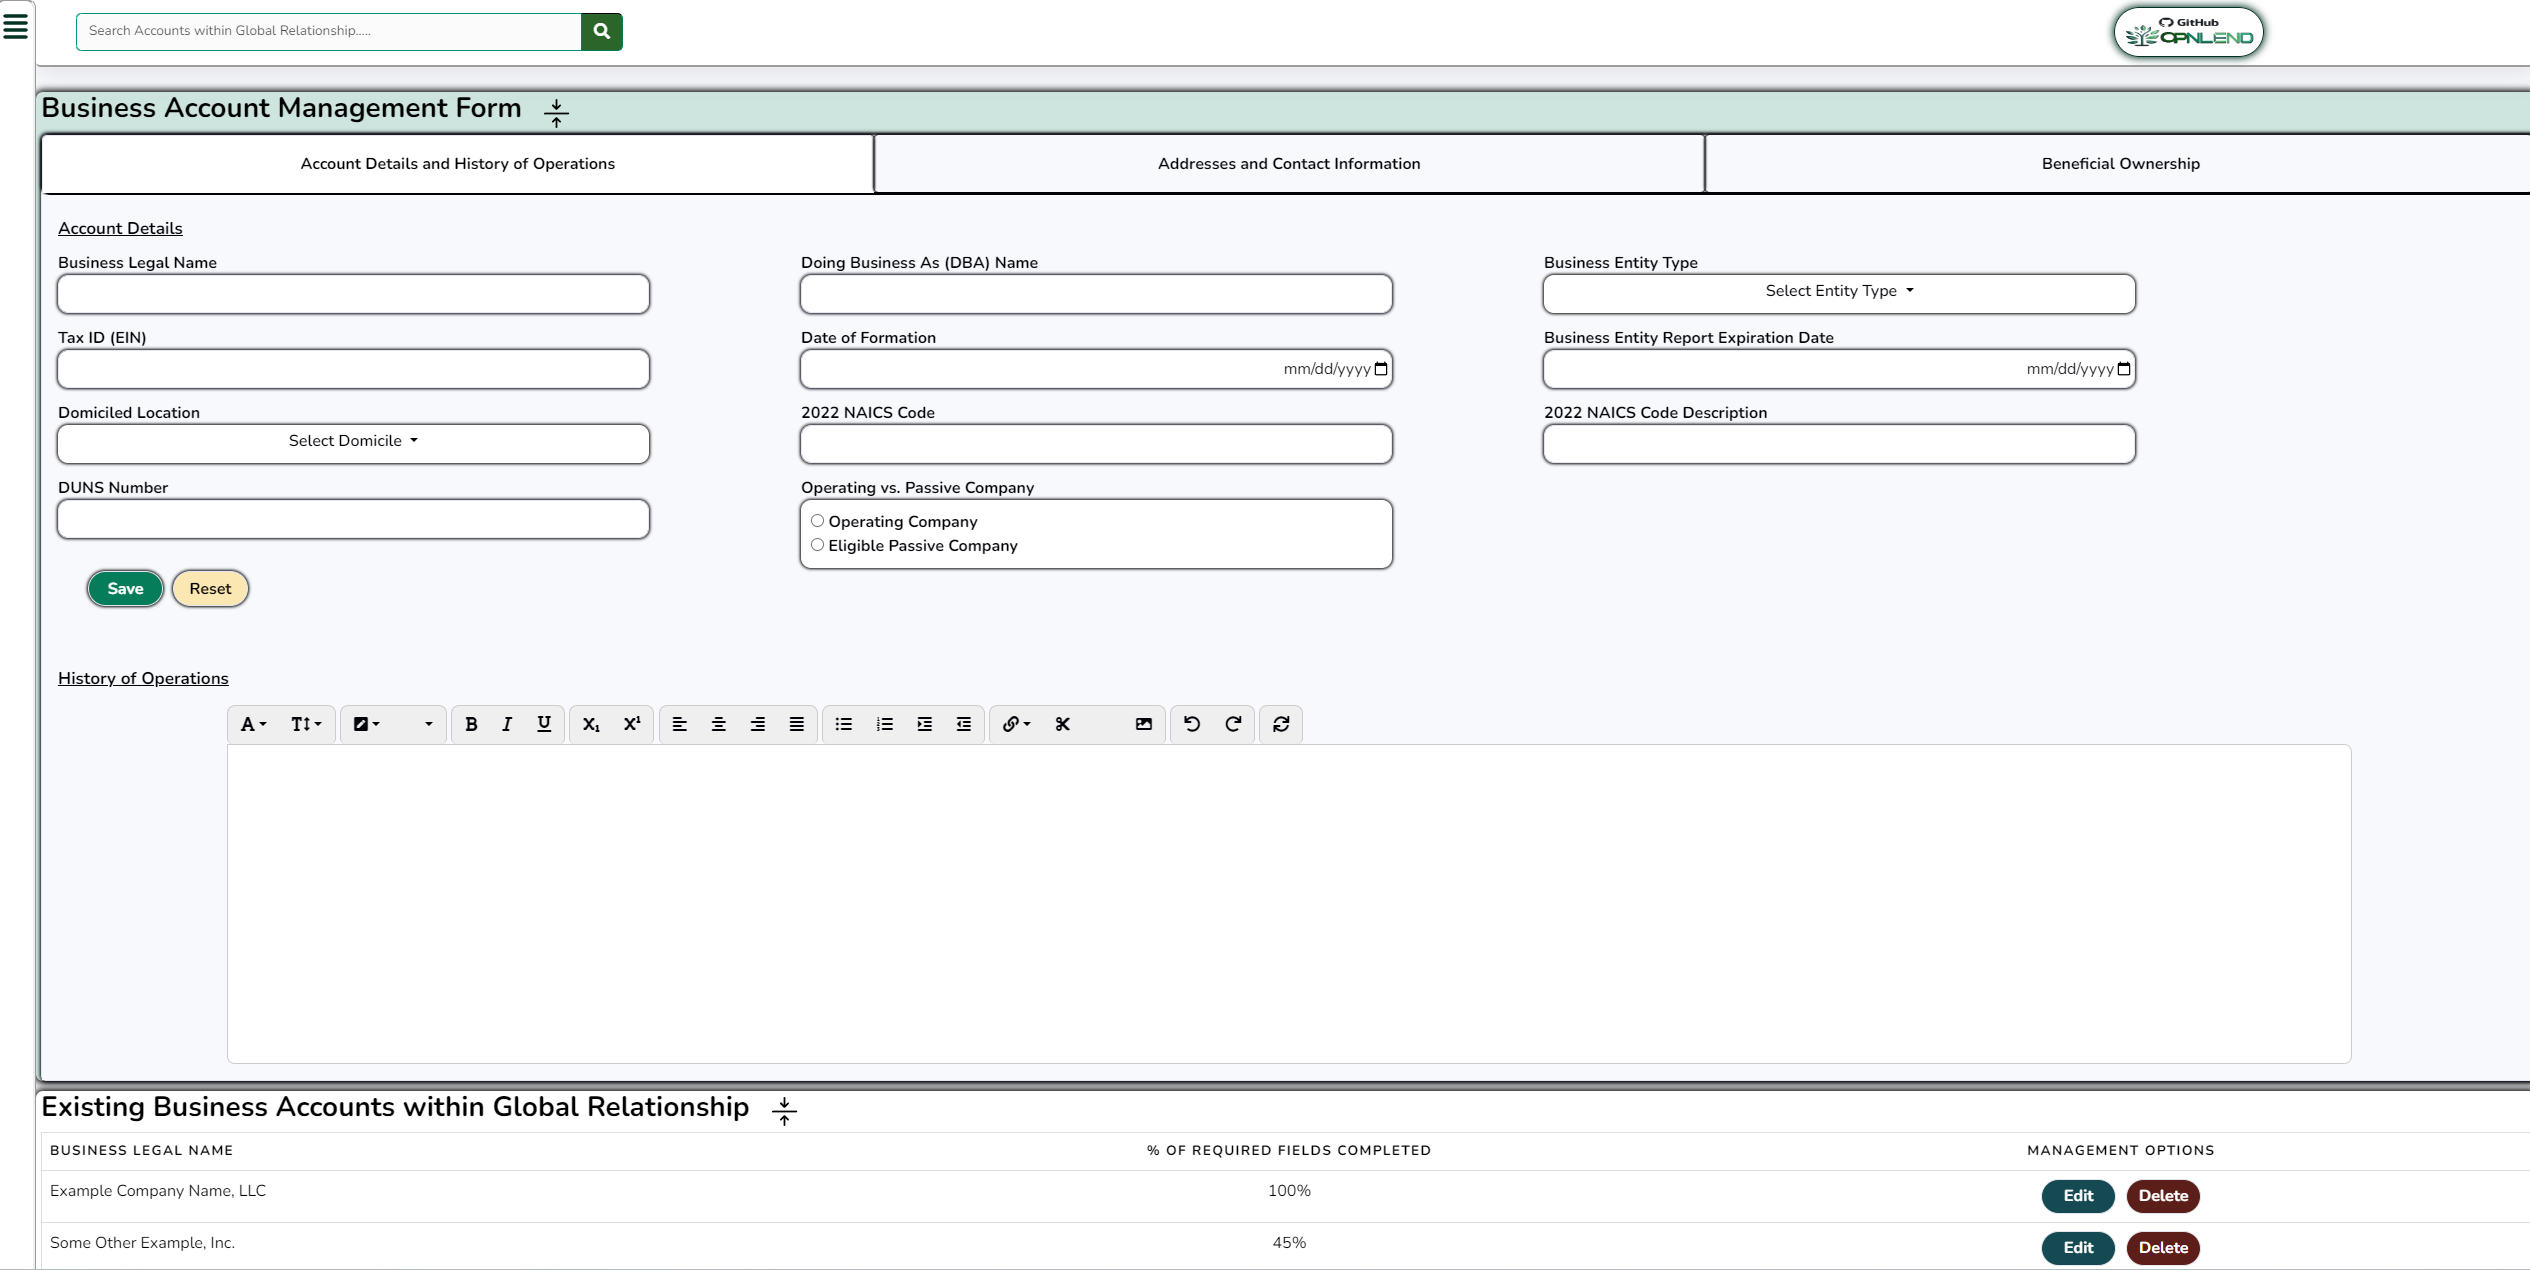 Search Accounts within Global Relationship.....
GitHub
OPNLEND
Business Account Management Form
Account Details and History of Operations
Addresses and Contact Information
Beneficial Ownership
Account Details
Business Legal Name
Doing Business As (DBA) Name
Business Entity Type
Select Entity Type
Tax ID (EIN)
Date of Formation
Business Entity Report Expiration Date
mm/dd/yyyy
mm/dd/yyyy
Domiciled Location
2022 NAICS Code
2022 NAICS Code Description
Select Domicile
DUNS Number
Operating vs. Passive Company
Operating Company
Eligible Passive Company
Save
Reset
History of Operations
Existing Business Accounts within Global Relationship
BUSINESS LEGAL NAME
% OF REQUIRED FIELDS COMPLETED
MANAGEMENT OPTIONS
Example Company Name, LLC
100%
Edit
Delete
Some Other Example, Inc.
45%
Edit
Delete